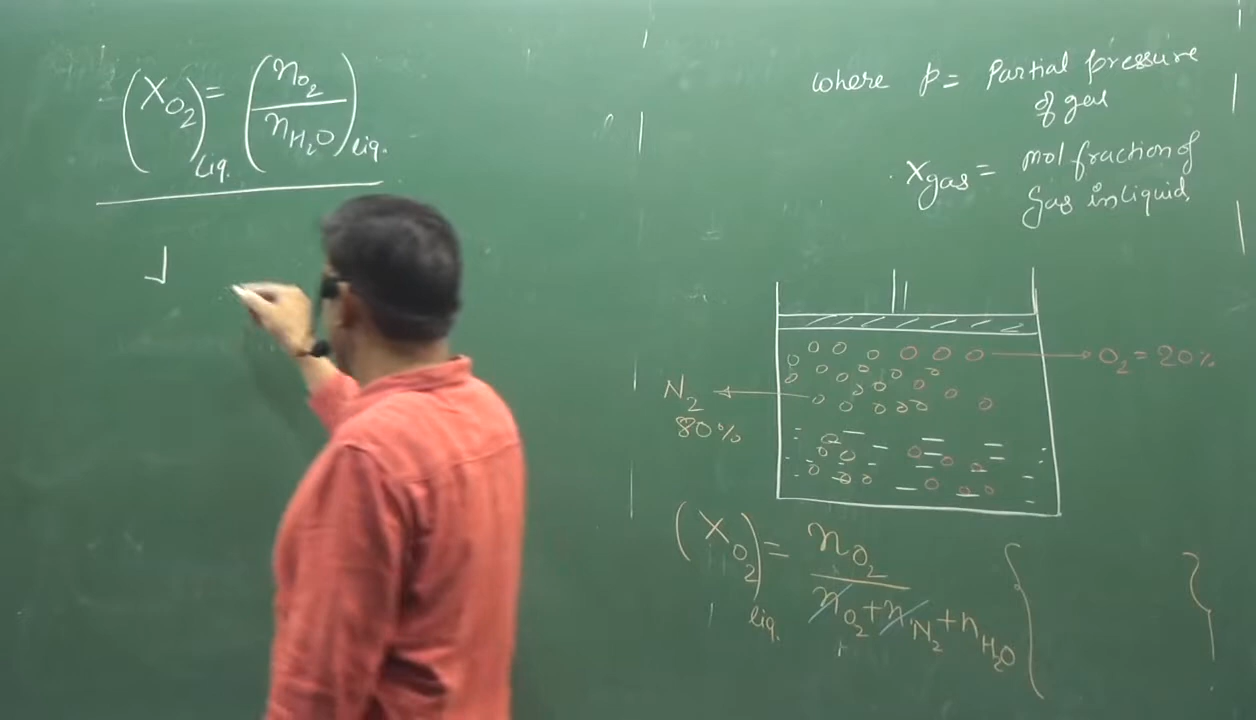 (X_O2)_Liq. = (n_O2 / n_H2O)_Liq.
where p = Partial pressure
of gas
X_gas = mol fraction of
Gas in liquid.
O2 = 20%
N2
80%
(X_O2)_liq. = n_O2 / n_O2 + n_N2 + n_H2O { }